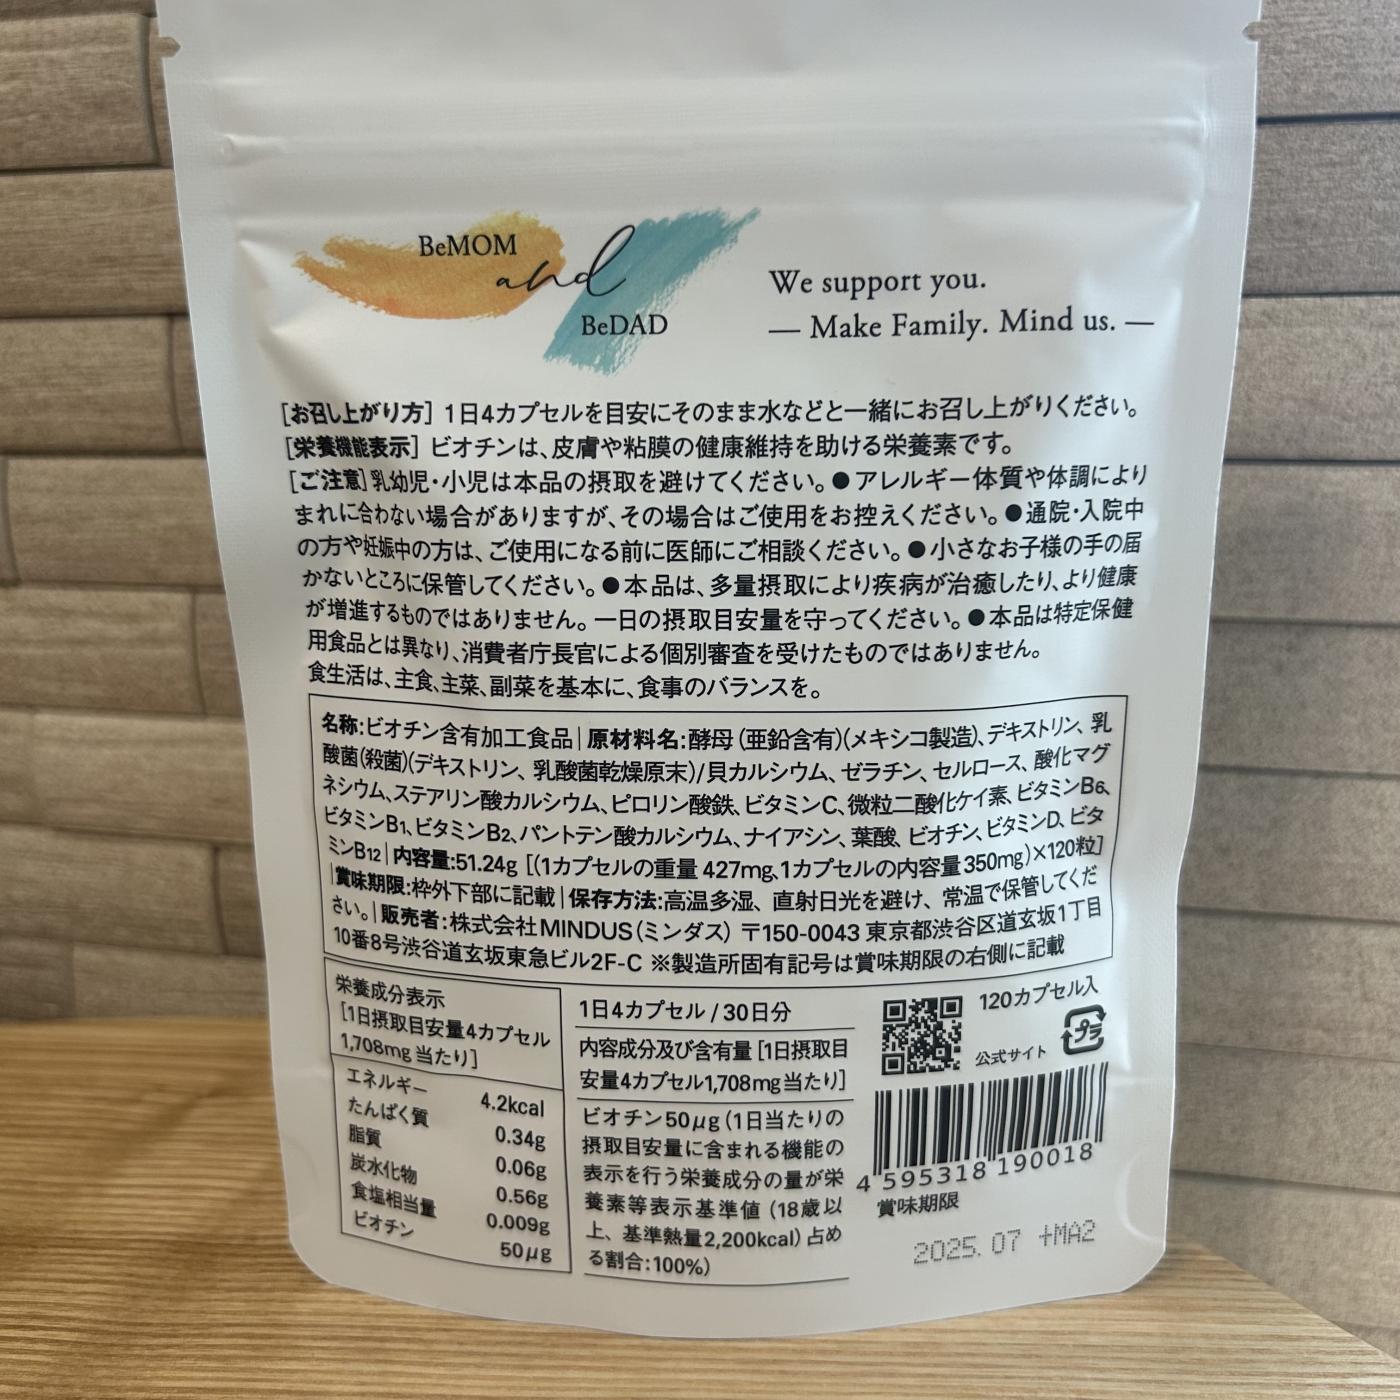 BeMOM
and
BeDAD
We support you.
— Make Family. Mind us. —
[お召し上がり方] 1日4カプセルを目安にそのまま水などと一緒にお召し上がりください。
[栄養機能表示] ビオチンは、皮膚や粘膜の健康維持を助ける栄養素です。
[ご注意]乳幼児・小児は本品の摂取を避けてください。●アレルギー体質や体調により
まれに合わない場合がありますが、その場合はご使用をお控えください。●通院・入院中
の方や妊娠中の方は、ご使用になる前に医師にご相談ください。●小さなお子様の手の届
かないところに保管してください。●本品は、多量摂取により疾病が治癒したり、より健康
が増進するものではありません。一日の摂取目安量を守ってください。●本品は特定保健
用食品とは異なり、消費者庁長官による個別審査を受けたものではありません。
食生活は、主食、主菜、副菜を基本に、食事のバランスを。
名称:ビオチン含有加工食品|原材料名:酵母(亜鉛含有)(メキシコ製造)、デキストリン、乳
酸菌(殺菌)(デキストリン、乳酸菌乾燥原末)/貝カルシウム、ゼラチン、セルロース、酸化マグ
ネシウム、ステアリン酸カルシウム、ピロリン酸鉄、ビタミンC、微粒二酸化ケイ素、ビタミンB6、
ビタミンB1、ビタミンB2、パントテン酸カルシウム、ナイアシン、葉酸、ビオチン、ビタミンD、ビタ
ミンB12|内容量:51.24g [(1カプセルの重量 427mg、1カプセルの内容量350mg)×120粒]
|賞味期限:枠外下部に記載|保存方法:高温多湿、直射日光を避け、常温で保管してくだ
さい。|販売者:株式会社MINDUS(ミンダス) 〒150-0043 東京都渋谷区道玄坂1丁目
10番8号渋谷道玄坂東急ビル2F-C ※製造所固有記号は賞味期限の右側に記載
栄養成分表示
[1日摂取目安量4カプセル
1,708mg 当たり]
エネルギー 4.2kcal
たんぱく質 0.34g
脂質 0.06g
炭水化物 0.56g
食塩相当量 0.009g
ビオチン 50μg
1日4カプセル / 30日分
内容成分及び含有量 [1日摂取目
安量4カプセル1,708mg当たり]
ビオチン50μg(1日当たりの
摂取目安量に含まれる機能の
表示を行う栄養成分の量が栄
養素等表示基準値(18歳以
上、基準熱量2,200kcal)占め
る割合:100%)
120カプセル入
公式サイト
プラ
4 595318 190018
賞味期限
2025.07 +MA2